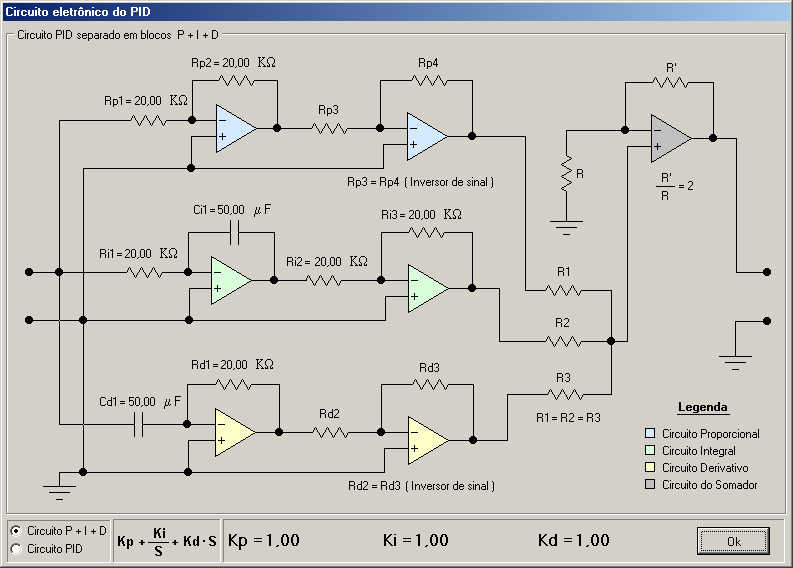 Circuito eletrônico do PID
Circuito PID separado em blocos P + I + D
Rp2 = 20,00 KΩ
Rp4
R'
Rp1 = 20,00 KΩ
Rp3
−
+
−
+
−
+
R
R'
R
= 2
Rp3 = Rp4 ( Inversor de sinal )
Ci1 = 50,00 μ F
Ri3 = 20,00 KΩ
Ri1 = 20,00 KΩ
Ri2 = 20,00 KΩ
−
+
−
+
R1
R2
Rd1 = 20,00 KΩ
Rd3
R3
Cd1 = 50,00 μ F
Rd2
R1 = R2 = R3
−
+
−
+
Rd2 = Rd3 ( Inversor de sinal )
Legenda
Circuito Proporcional
Circuito Integral
Circuito Derivativo
Circuito do Somador
Circuito P + I + D
Circuito PID
Kp + Ki/S + Kd · S
Kp = 1,00
Ki = 1,00
Kd = 1,00
Ok